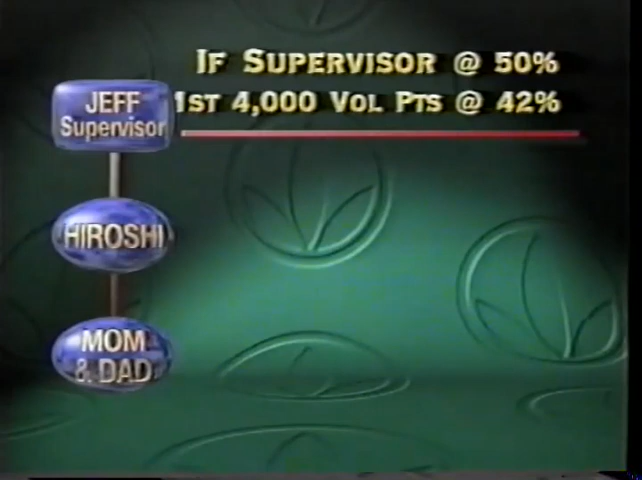 IF SUPERVISOR @ 50%
1ST 4,000 VOL PTS @ 42%
JEFF
Supervisor
HIROSHI
MOM
& DAD